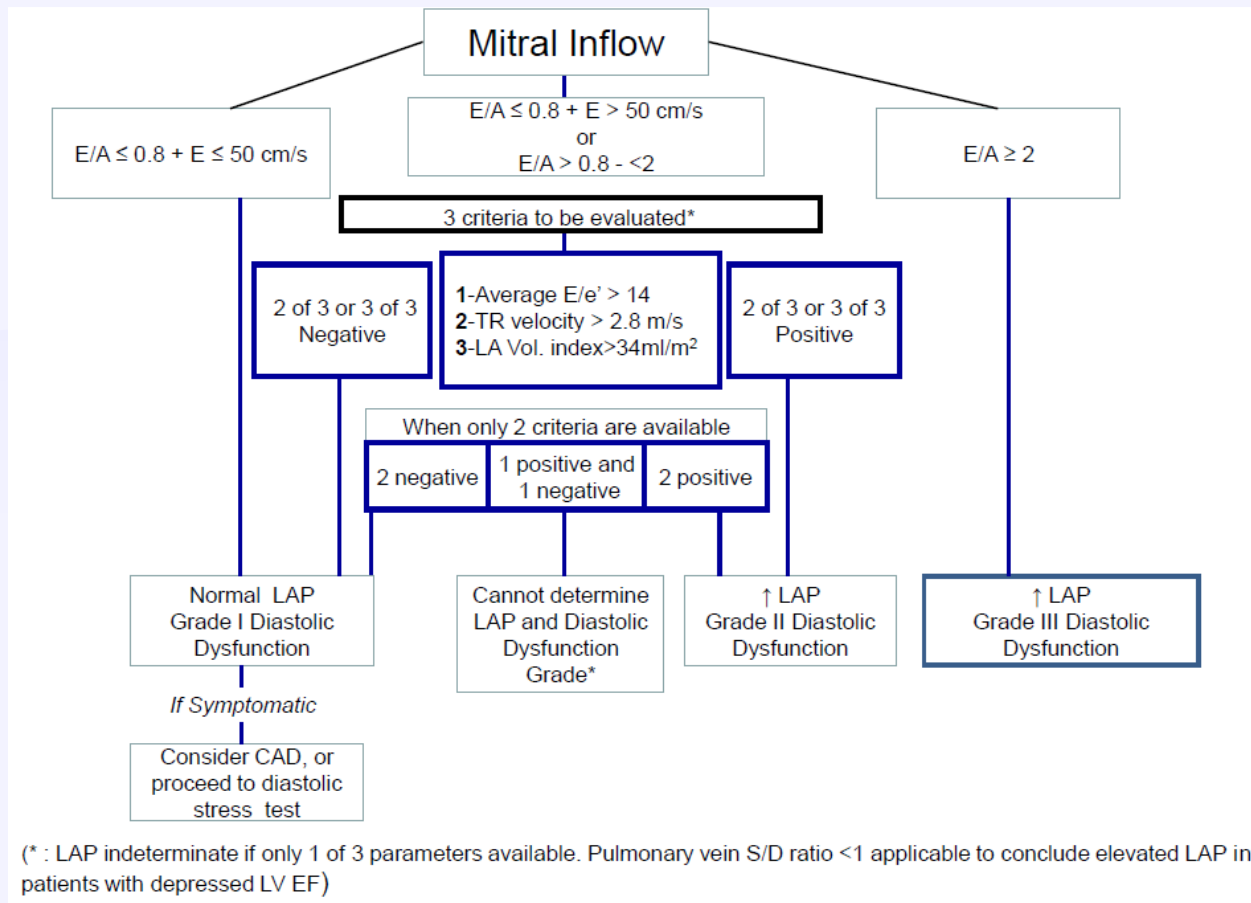 Mitral Inflow
E/A ≤ 0.8 + E ≤ 50 cm/s
E/A ≤ 0.8 + E > 50 cm/s
or
E/A > 0.8 - <2
E/A ≥ 2
3 criteria to be evaluated*
2 of 3 or 3 of 3
Negative
1-Average E/e' > 14
2-TR velocity > 2.8 m/s
3-LA Vol. index>34ml/m²
2 of 3 or 3 of 3
Positive
When only 2 criteria are available
2 negative
1 positive and
1 negative
2 positive
Normal LAP
Grade I Diastolic
Dysfunction
Cannot determine
LAP and Diastolic
Dysfunction
Grade*
↑ LAP
Grade II Diastolic
Dysfunction
↑ LAP
Grade III Diastolic
Dysfunction
If Symptomatic
Consider CAD, or
proceed to diastolic
stress test
(* : LAP indeterminate if only 1 of 3 parameters available. Pulmonary vein S/D ratio <1 applicable to conclude elevated LAP in
patients with depressed LV EF)